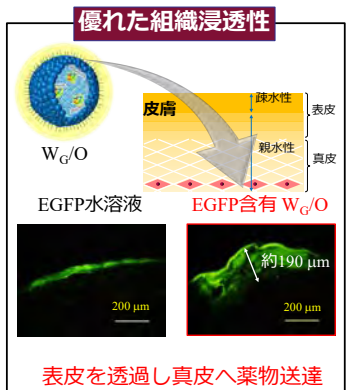 優れた組織浸透性
疎水性
皮膚
表皮
親水性
真皮
W_G/O
EGFP水溶液
EGFP含有 W_G/O
約190 μm
200 μm
200 μm
表皮を透過し真皮へ薬物送達